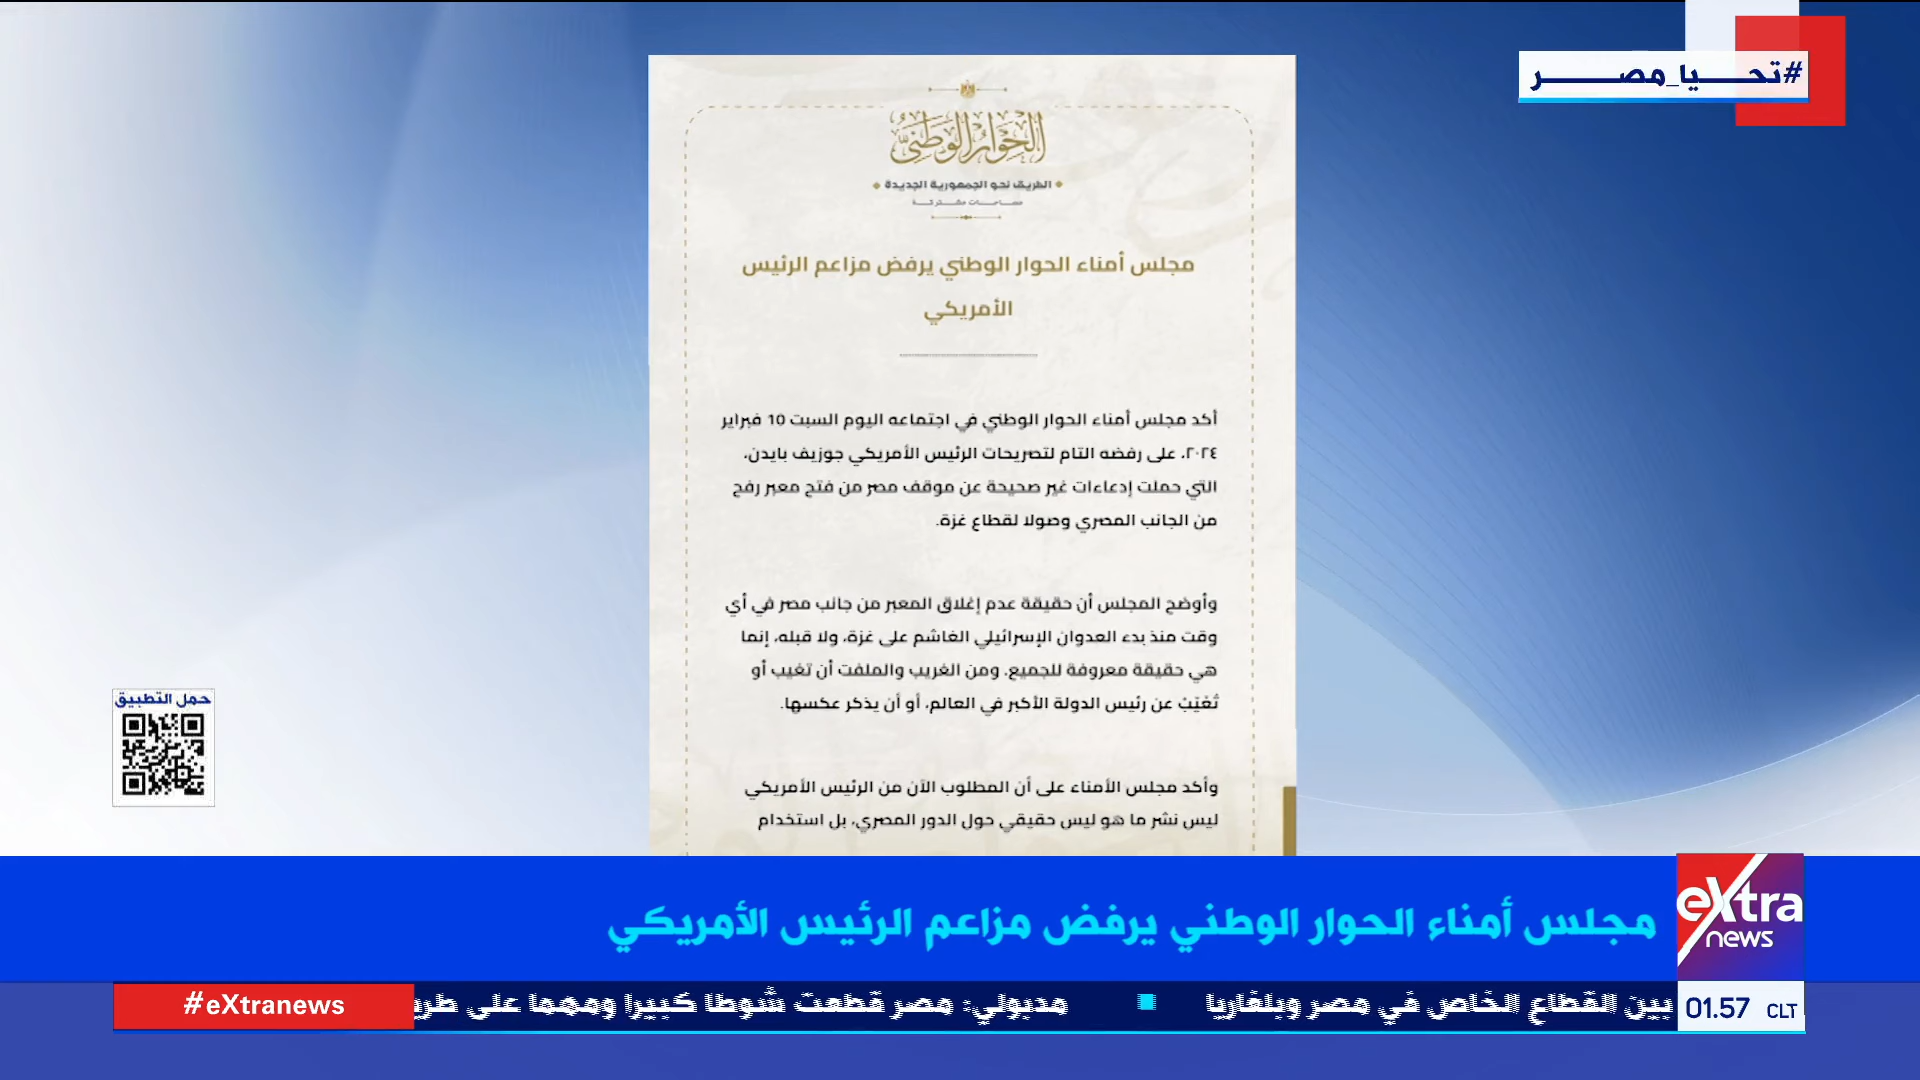 #تحـــيا_مصـــــر
الحوار الوطني
الطريق نحو الجمهورية الجديدة
مساحات مشتركة
مجلس أمناء الحوار الوطني يرفض مزاعم الرئيس
الأمريكي
أكد مجلس أمناء الحوار الوطني في اجتماعه اليوم السبت 10 فبراير
٢٠٢٤، على رفضه التام لتصريحات الرئيس الأمريكي جوزيف بايدن،
التي حملت إدعاءات غير صحيحة عن موقف مصر من فتح معبر رفح
من الجانب المصري وصولا لقطاع غزة.
وأوضح المجلس أن حقيقة عدم إغلاق المعبر من جانب مصر في أي
وقت منذ بدء العدوان الإسرائيلي الغاشم على غزة، ولا قبله، إنما
هي حقيقة معروفة للجميع. ومن الغريب والملفت أن تغيب أو
تُغَيّبْ عن رئيس الدولة الأكبر في العالم، أو أن يذكر عكسها.
وأكد مجلس الأمناء على أن المطلوب الآن من الرئيس الأمريكي
ليس نشر ما هو ليس حقيقي حول الدور المصري، بل استخدام
حمل التطبيق
مجلس أمناء الحوار الوطني يرفض مزاعم الرئيس الأمريكي
eXtra
news
بين القطاع الخاص في مصر وبلغاريا ■ مدبولي: مصر قطعت شوطا كبيرا ومهما على طري
#eXtranews
01.57 CLT